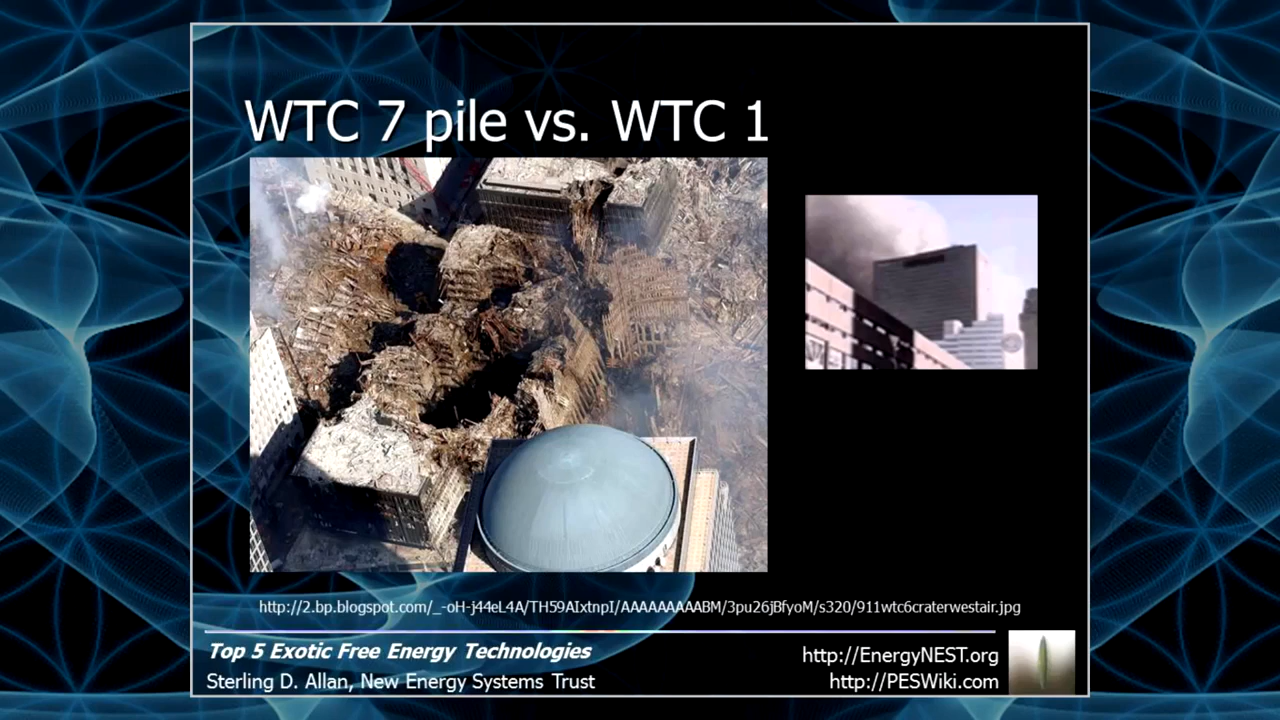 WTC 7 pile vs. WTC 1
http://2.bp.blogspot.com/_-oH-j44eL4A/TH59AIxtnpI/AAAAAAAAABM/3pu26jBfyoM/s320/911wtc6craterwestair.jpg
Top 5 Exotic Free Energy Technologies
http://EnergyNEST.org
Sterling D. Allan, New Energy Systems Trust
http://PESWiki.com